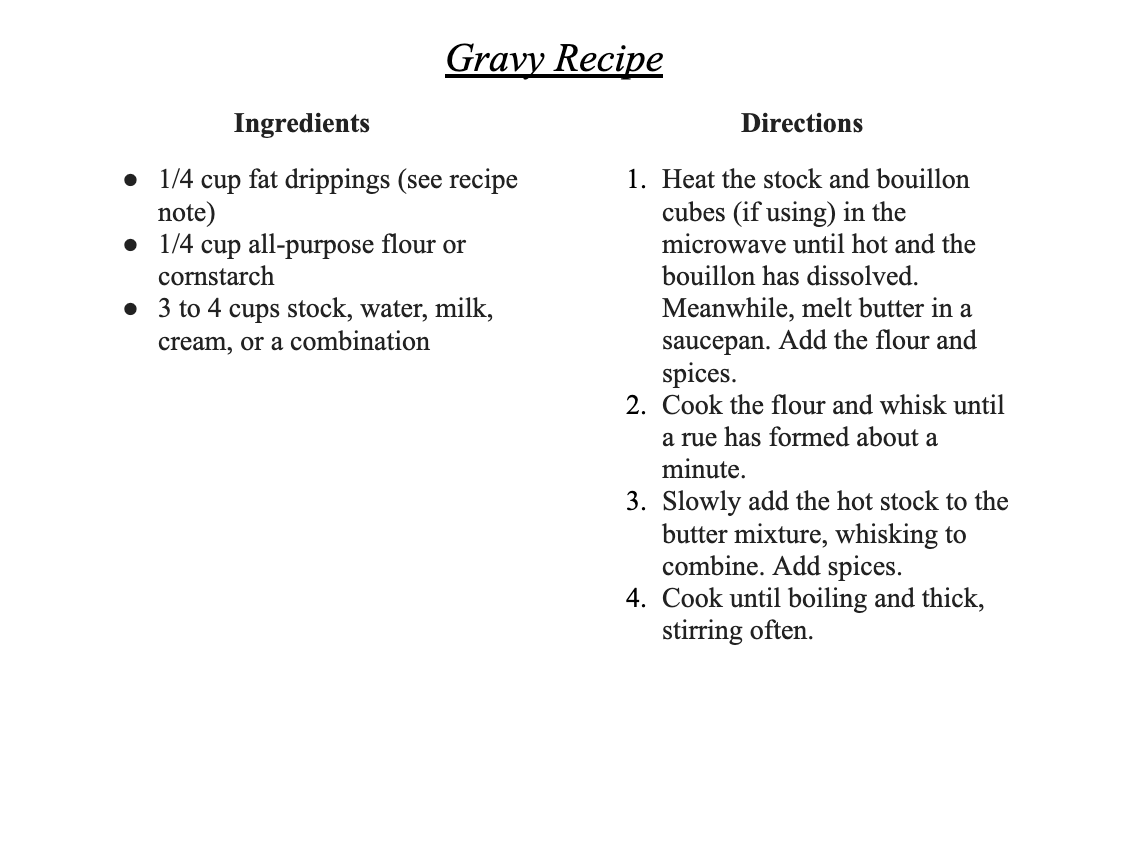 Gravy Recipe
Ingredients
● 1/4 cup fat drippings (see recipe
note)
● 1/4 cup all-purpose flour or
cornstarch
● 3 to 4 cups stock, water, milk,
cream, or a combination
Directions
1. Heat the stock and bouillon
cubes (if using) in the
microwave until hot and the
bouillon has dissolved.
Meanwhile, melt butter in a
saucepan. Add the flour and
spices.
2. Cook the flour and whisk until
a rue has formed about a
minute.
3. Slowly add the hot stock to the
butter mixture, whisking to
combine. Add spices.
4. Cook until boiling and thick,
stirring often.